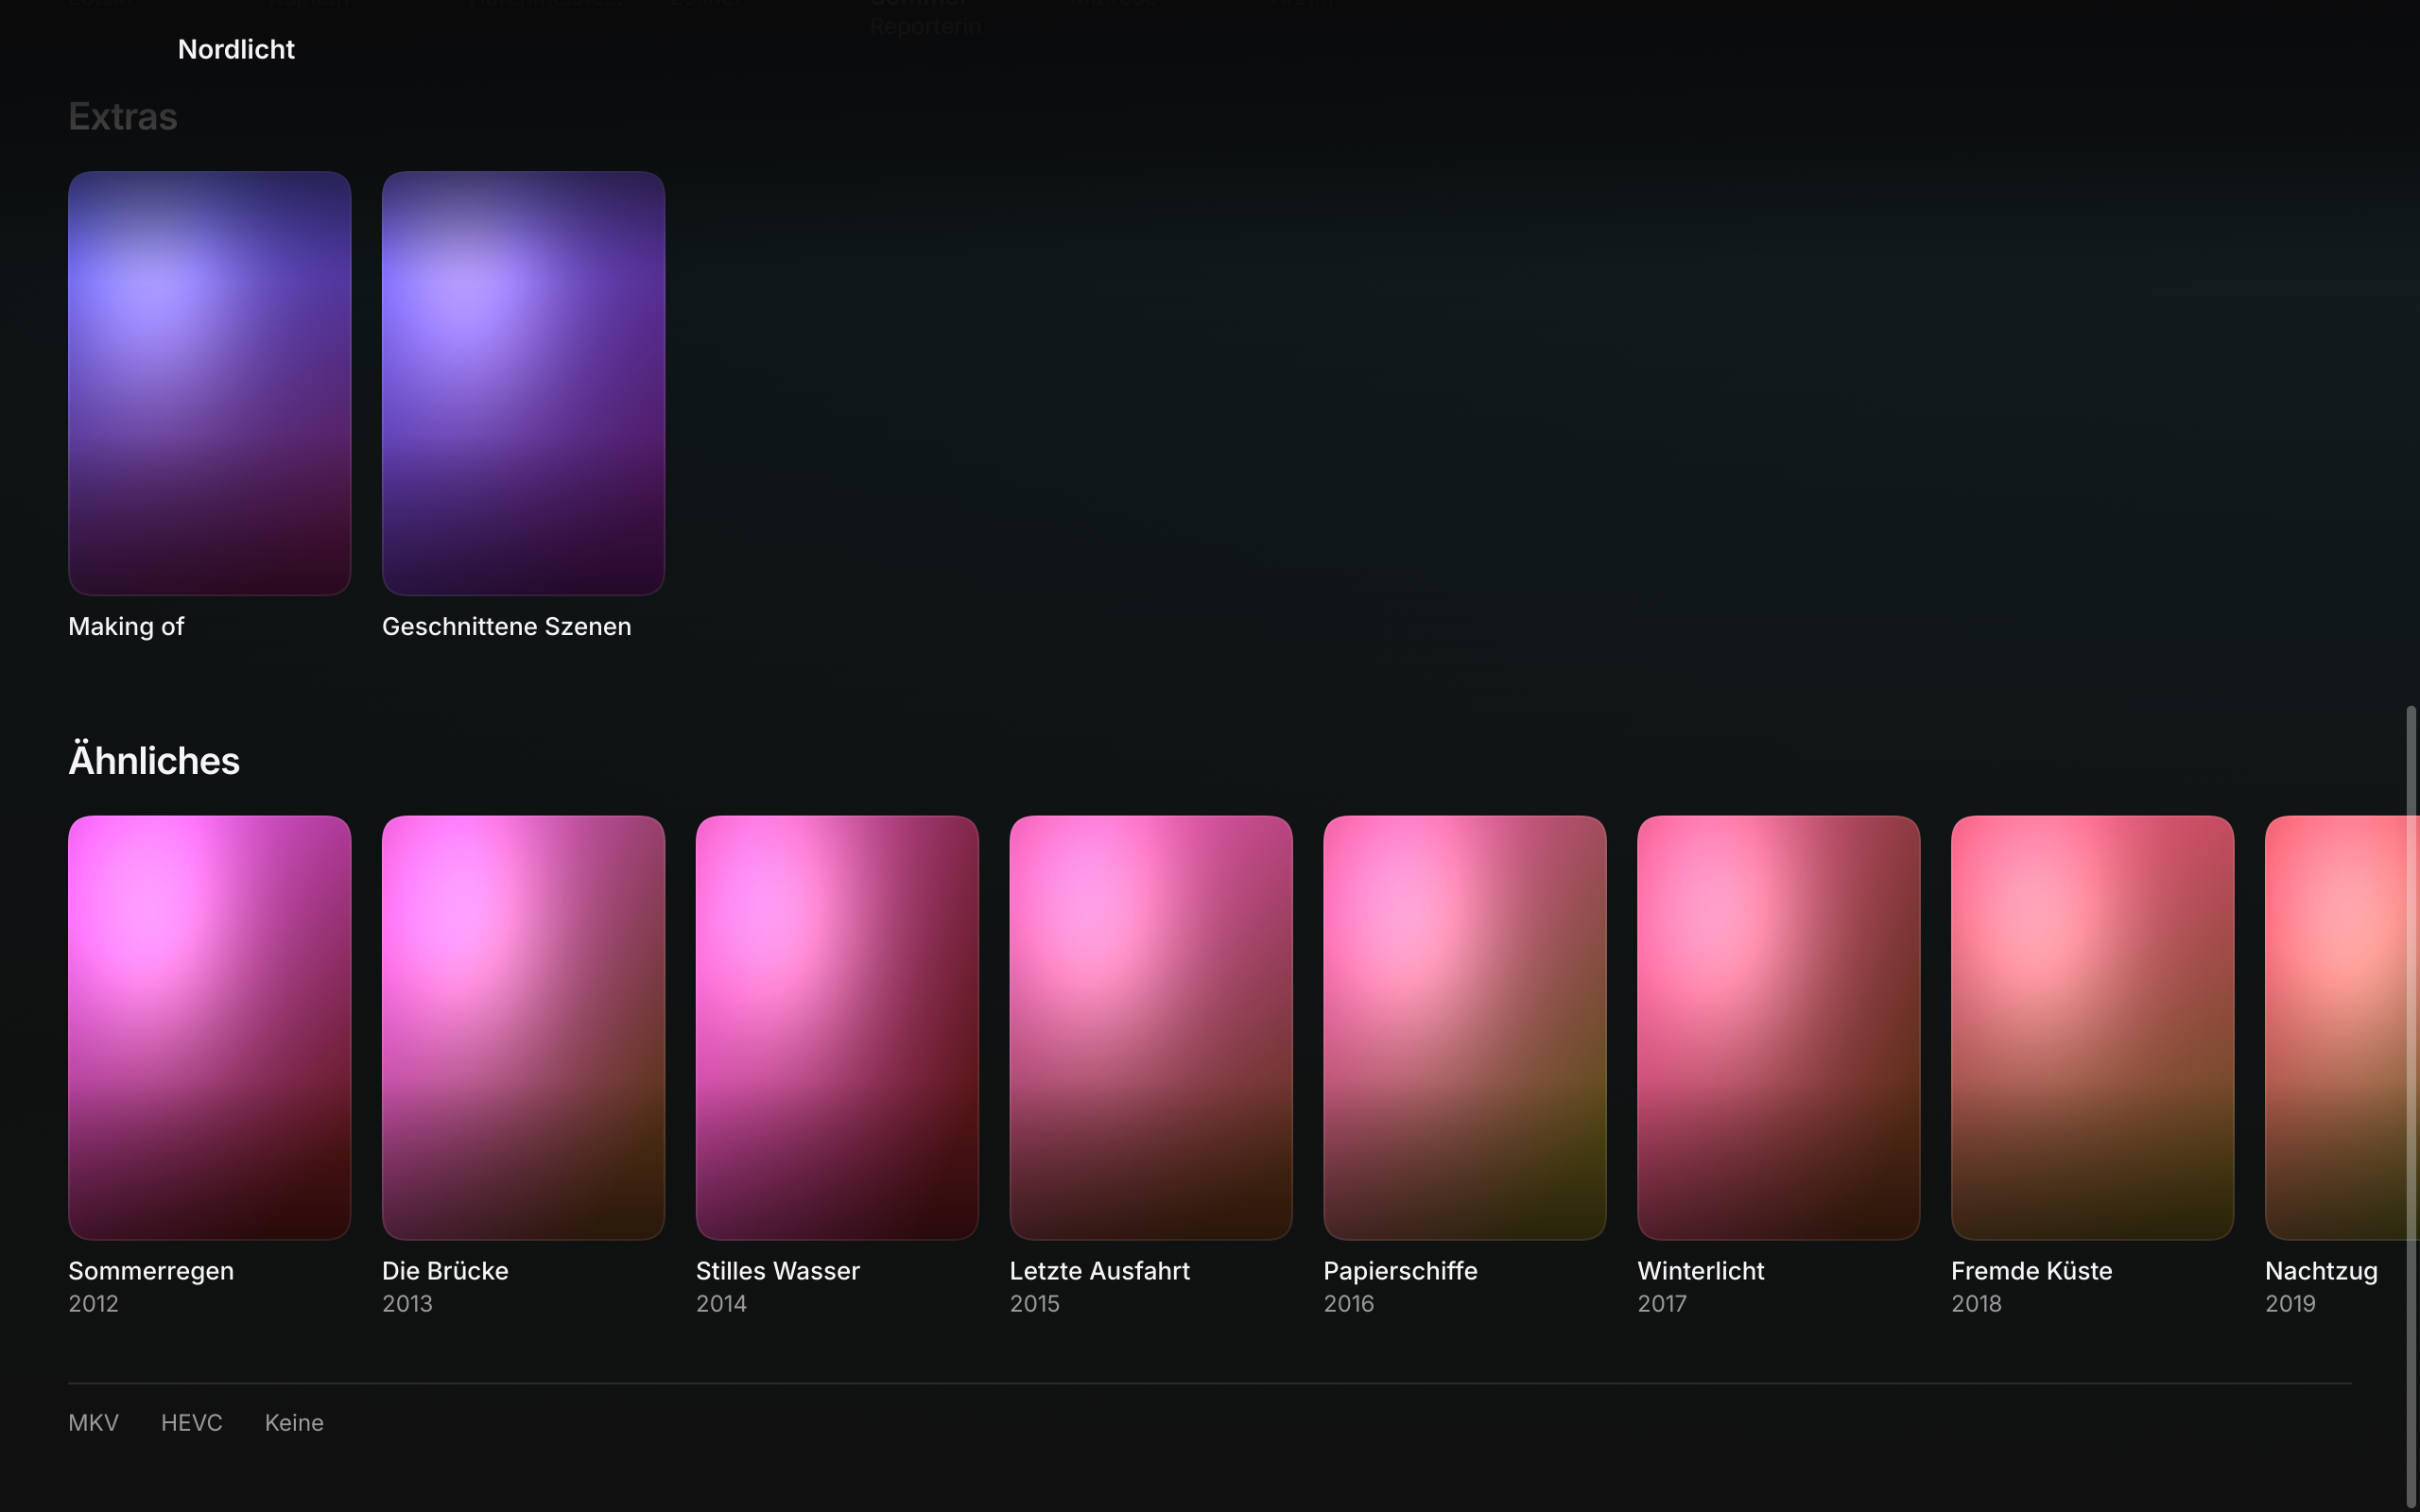 Reporterin
Nordlicht
Extras
Making of
Geschnittene Szenen
Ähnliches
Sommerregen
2012
Die Brücke
2013
Stilles Wasser
2014
Letzte Ausfahrt
2015
Papierschiffe
2016
Winterlicht
2017
Fremde Küste
2018
Nachtzug
2019
MKV HEVC Keine